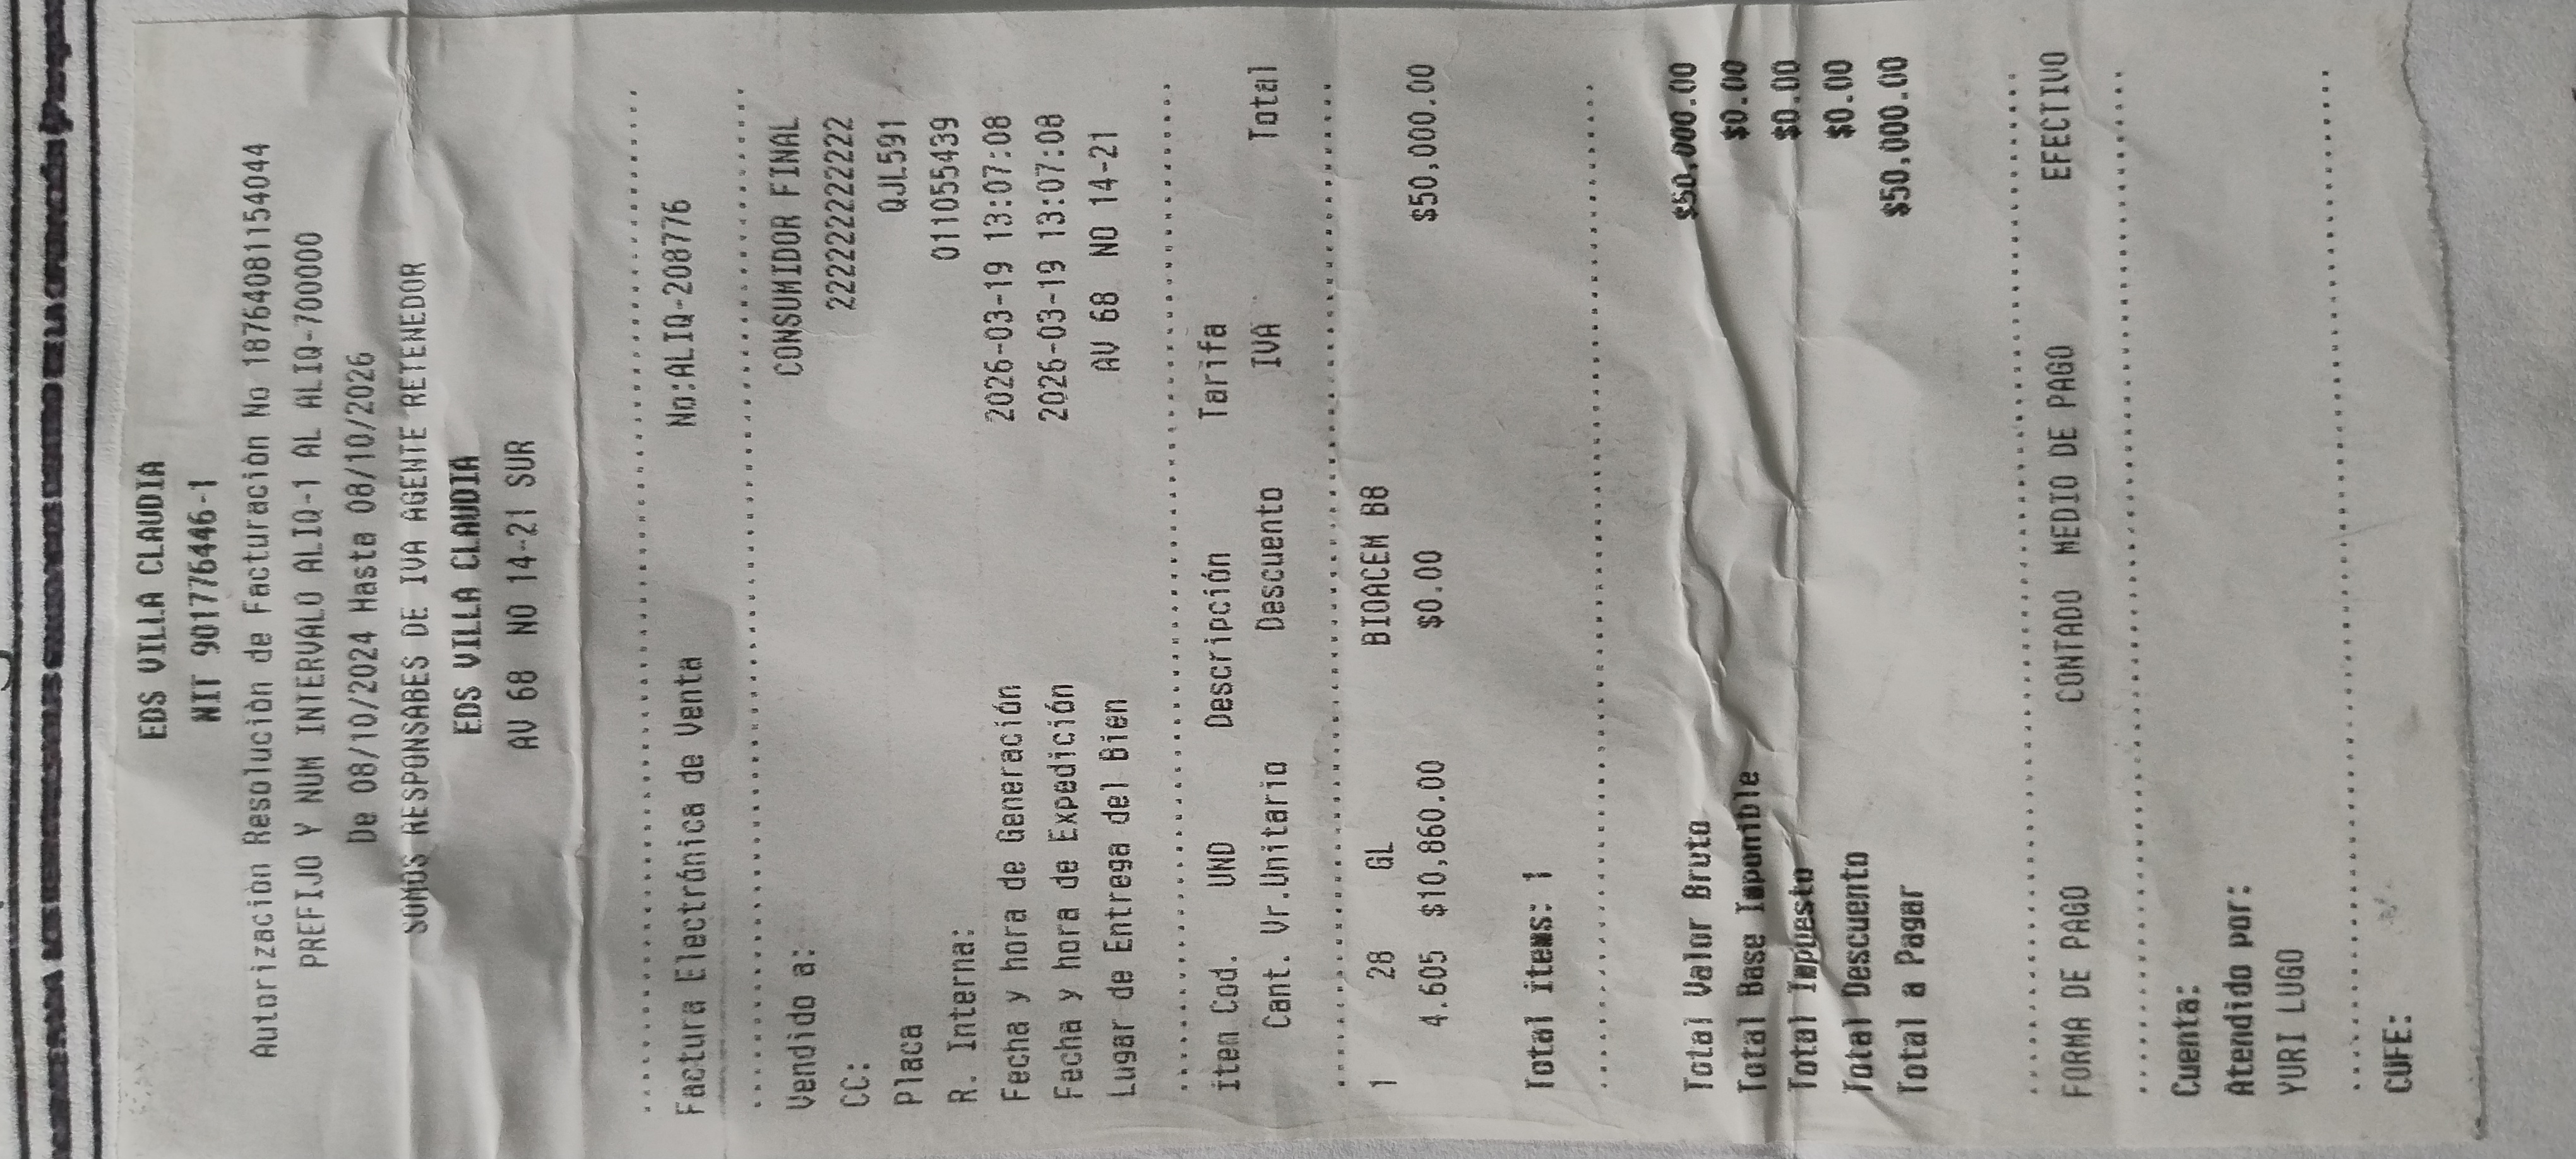 EDS VILLA CLAUDIA
NIT 901776446-1
Autorización Resolución de Facturación No 18764081154044
PREFIJO Y NUM INTERVALO ALIQ-1 AL ALIQ-700000
De 08/10/2024 Hasta 08/10/2026
SOMOS RESPONSABES DE IVA AGENTE RETENEDOR
EDS VILLA CLAUDIA
AV 68 NO 14-21 SUR
Factura Electrónica de Venta No:ALIQ-208776
Vendido a: CONSUMIDOR FINAL
CC: 222222222222
Placa QJL591
R. Interna: 011055439
Fecha y hora de Generación 2026-03-19 13:07:08
Fecha y hora de Expedición 2026-03-19 13:07:08
Lugar de Entrega del Bien AV 68 NO 14-21
iten Cod. UND Descripción Tarifa
Cant. Vr.Unitario Descuento IVA Total
1 28 GL BIOACEM B8
4.605 $10,860.00 $0.00 $50,000.00
Total items: 1
Total Valor Bruto $50,000.00
Total Base Imponible $0.00
Total Impuesto $0.00
Total Descuento $0.00
Total a Pagar $50,000.00
FORMA DE PAGO CONTADO MEDIO DE PAGO EFECTIVO
Cuenta:
Atendido por:
YURI LUGO
CUFE: